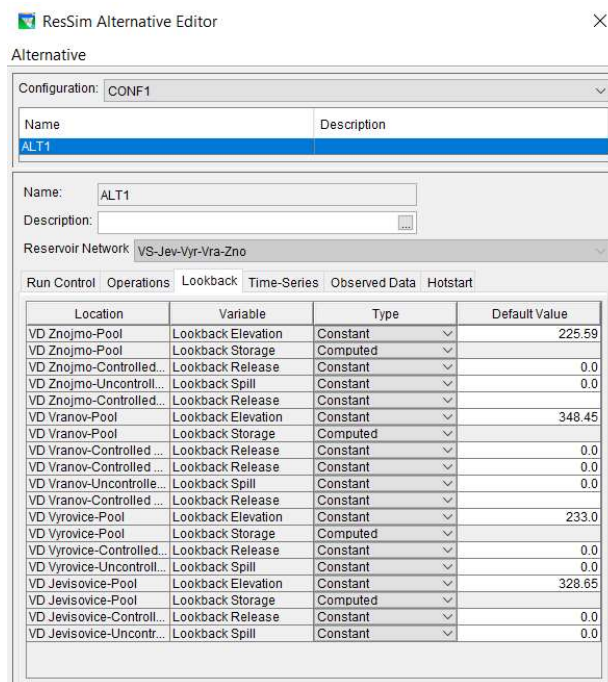 ResSim Alternative Editor
Alternative
Configuration: CONF1
Name Description
ALT1
Name: ALT1
Description: ...
Reservoir Network VS-Jev-Vyr-Vra-Zno
Run Control Operations Lookback Time-Series Observed Data Hotstart
Location Variable Type Default Value
VD Znojmo-Pool Lookback Elevation Constant 225.59
VD Znojmo-Pool Lookback Storage Computed
VD Znojmo-Controlled... Lookback Release Constant 0.0
VD Znojmo-Uncontroll... Lookback Spill Constant 0.0
VD Znojmo-Controlled... Lookback Release Constant
VD Vranov-Pool Lookback Elevation Constant 348.45
VD Vranov-Pool Lookback Storage Computed
VD Vranov-Controlled ... Lookback Release Constant 0.0
VD Vranov-Controlled ... Lookback Release Constant 0.0
VD Vranov-Uncontrolle... Lookback Spill Constant 0.0
VD Vranov-Controlled ... Lookback Release Constant
VD Vyrovice-Pool Lookback Elevation Constant 233.0
VD Vyrovice-Pool Lookback Storage Computed
VD Vyrovice-Controlled... Lookback Release Constant 0.0
VD Vyrovice-Uncontroll... Lookback Spill Constant 0.0
VD Jevisovice-Pool Lookback Elevation Constant 328.65
VD Jevisovice-Pool Lookback Storage Computed
VD Jevisovice-Controll... Lookback Release Constant 0.0
VD Jevisovice-Uncontr... Lookback Spill Constant 0.0